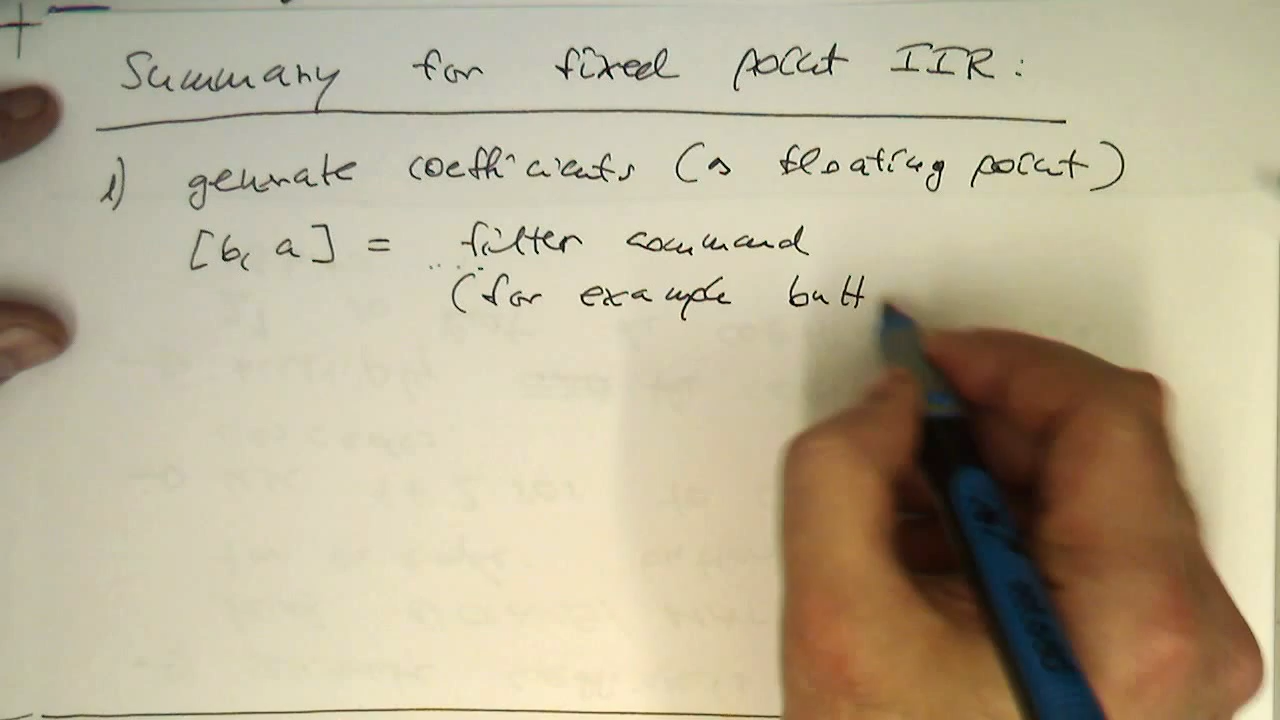 Summary for fixed point IIR:
1) generate coefficients (as floating point)
[b, a] = filter command
(for example butt